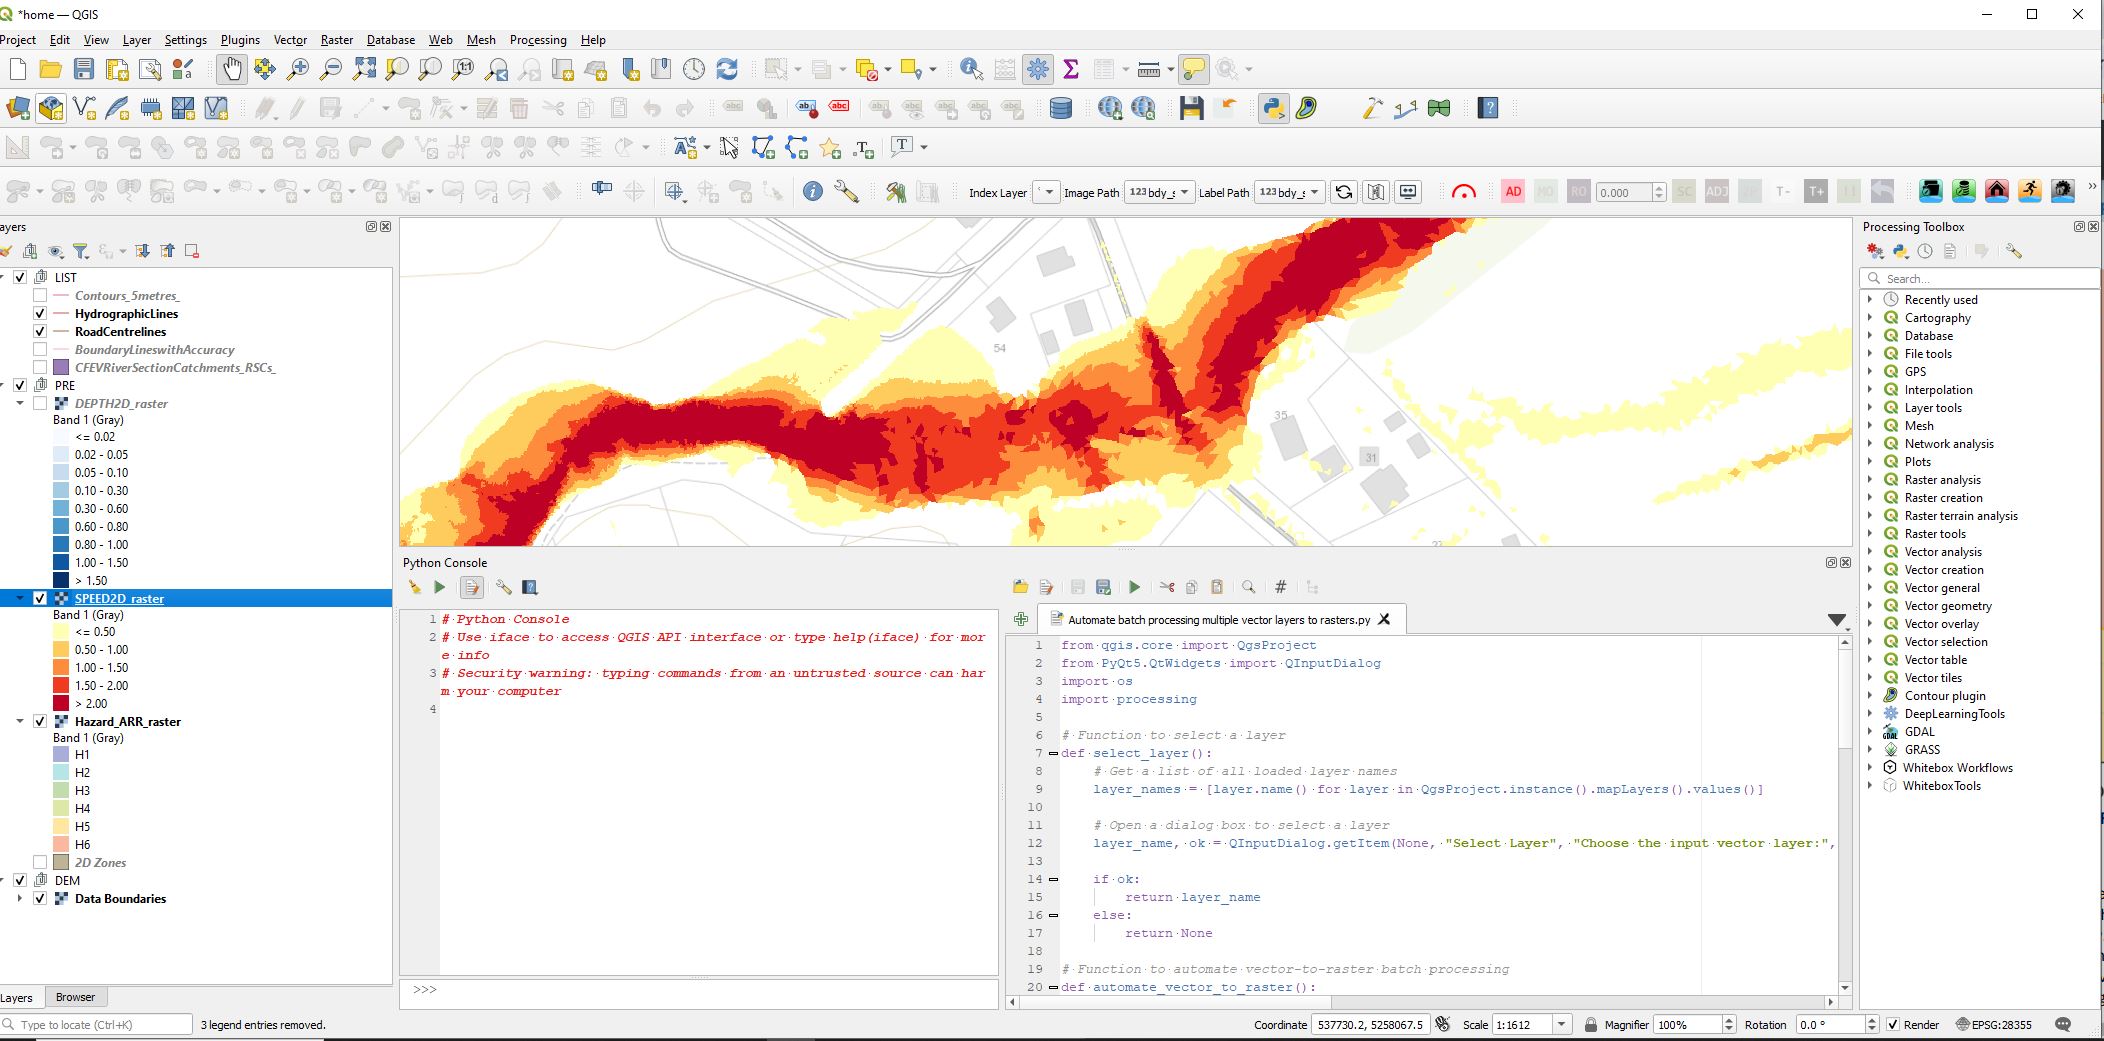 *home — QGIS
Project Edit View Layer Settings Plugins Vector Raster Database Web Mesh Processing Help
Index Layer Image Path 123 bdy_s Label Path 123 bdy_s AD MO RO 0.000 SC ADJ T- T+
ayers
LIST
Contours_5metres_
HydrographicLines
RoadCentrelines
BoundaryLineswithAccuracy
CFEVRiverSectionCatchments_RSCs_
PRE
DEPTH2D_raster
Band 1 (Gray)
<= 0.02
0.02 - 0.05
0.05 - 0.10
0.10 - 0.30
0.30 - 0.60
0.60 - 0.80
0.80 - 1.00
1.00 - 1.50
> 1.50
SPEED2D_raster
Band 1 (Gray)
<= 0.50
0.50 - 1.00
1.00 - 1.50
1.50 - 2.00
> 2.00
Hazard_ARR_raster
Band 1 (Gray)
H1
H2
H3
H4
H5
H6
2D Zones
DEM
Data Boundaries
Layers Browser
54
35
31
Python Console
1 # Python Console
2 # Use iface to access QGIS API interface or type help(iface) for mor
e info
3 # Security warning: typing commands from an untrusted source can har
m your computer
4
>>>
Automate batch processing multiple vector layers to rasters.py
1 from qgis.core import QgsProject
2 from PyQt5.QtWidgets import QInputDialog
3 import os
4 import processing
5
6 # Function to select a layer
7 def select_layer():
8 # Get a list of all loaded layer names
9 layer_names = [layer.name() for layer in QgsProject.instance().mapLayers().values()]
10
11 # Open a dialog box to select a layer
12 layer_name, ok = QInputDialog.getItem(None, "Select Layer", "Choose the input vector layer:",
13
14 if ok:
15 return layer_name
16 else:
17 return None
18
19 # Function to automate vector-to-raster batch processing
20 def automate_vector_to_raster():
Processing Toolbox
Search...
Recently used
Cartography
Database
File tools
GPS
Interpolation
Layer tools
Mesh
Network analysis
Plots
Raster analysis
Raster creation
Raster terrain analysis
Raster tools
Vector analysis
Vector creation
Vector general
Vector geometry
Vector overlay
Vector selection
Vector table
Vector tiles
Contour plugin
DeepLearningTools
GDAL
GRASS
Whitebox Workflows
WhiteboxTools
Type to locate (Ctrl+K) 3 legend entries removed. Coordinate 537730.2, 5258067.5 Scale 1:1612 Magnifier 100% Rotation 0.0 ° Render EPSG:28355